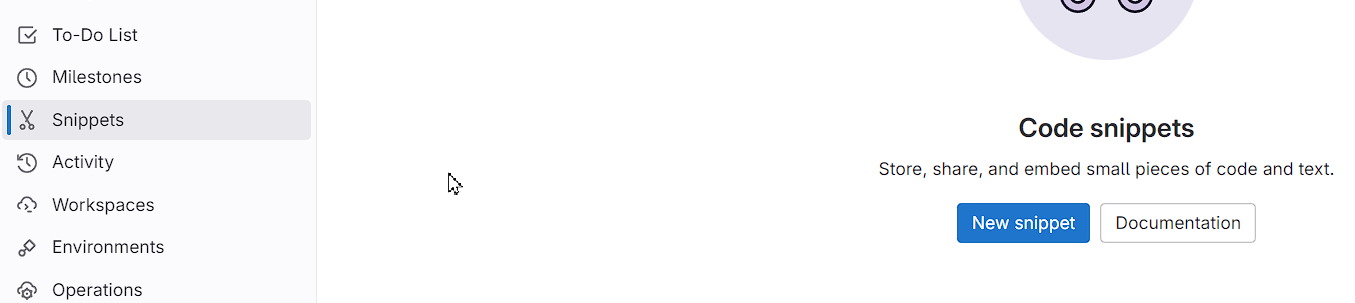 To-Do List
Milestones
Snippets
Activity
Workspaces
Environments
Operations
Code snippets
Store, share, and embed small pieces of code and text.
New snippet
Documentation